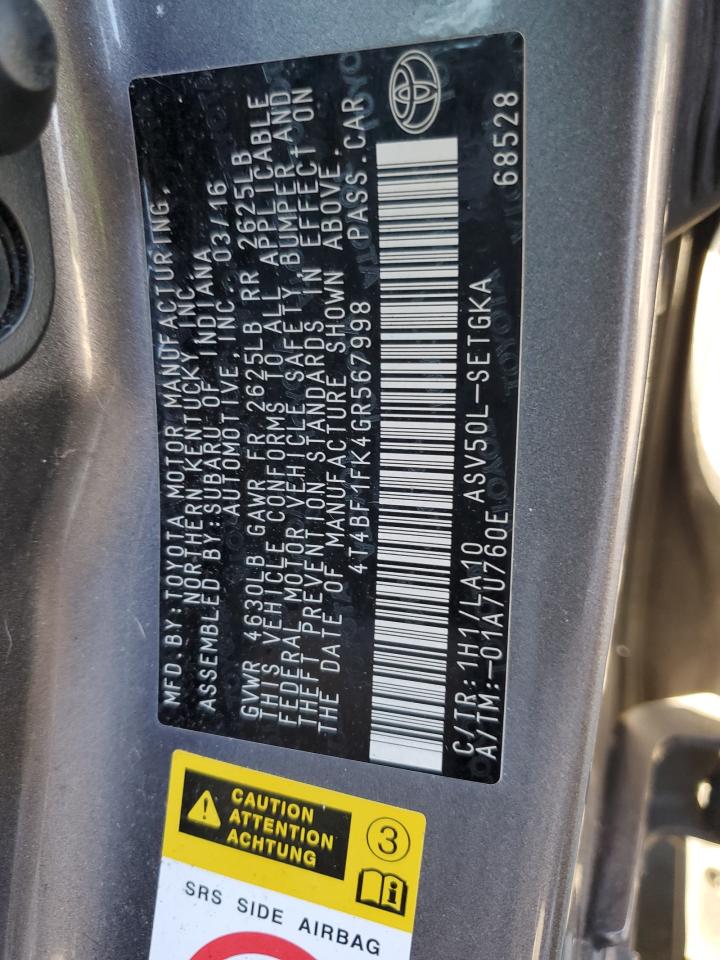 MFD. BY: TOYOTA MOTOR MANUFACTURING,
NORTHERN KENTUCKY, INC.
ASSEMBLED BY: SUBARU OF INDIANA
AUTOMOTIVE, INC. 03/16
GVWR 4630LB GAWR FR 2625LB RR 2625LB
THIS VEHICLE CONFORMS TO ALL APPLICABLE
FEDERAL MOTOR VEHICLE SAFETY, BUMPER, AND
THEFT PREVENTION STANDARDS IN EFFECT ON
THE DATE OF MANUFACTURE SHOWN ABOVE.
4T4BF1FK4GR567998 PASS. CAR
C/TR: 1H1/LA10 ASV50L-SETGKA
A/TM: -01A/U760E 68528
CAUTION
ATTENTION
ACHTUNG
3
SRS SIDE AIRBAG